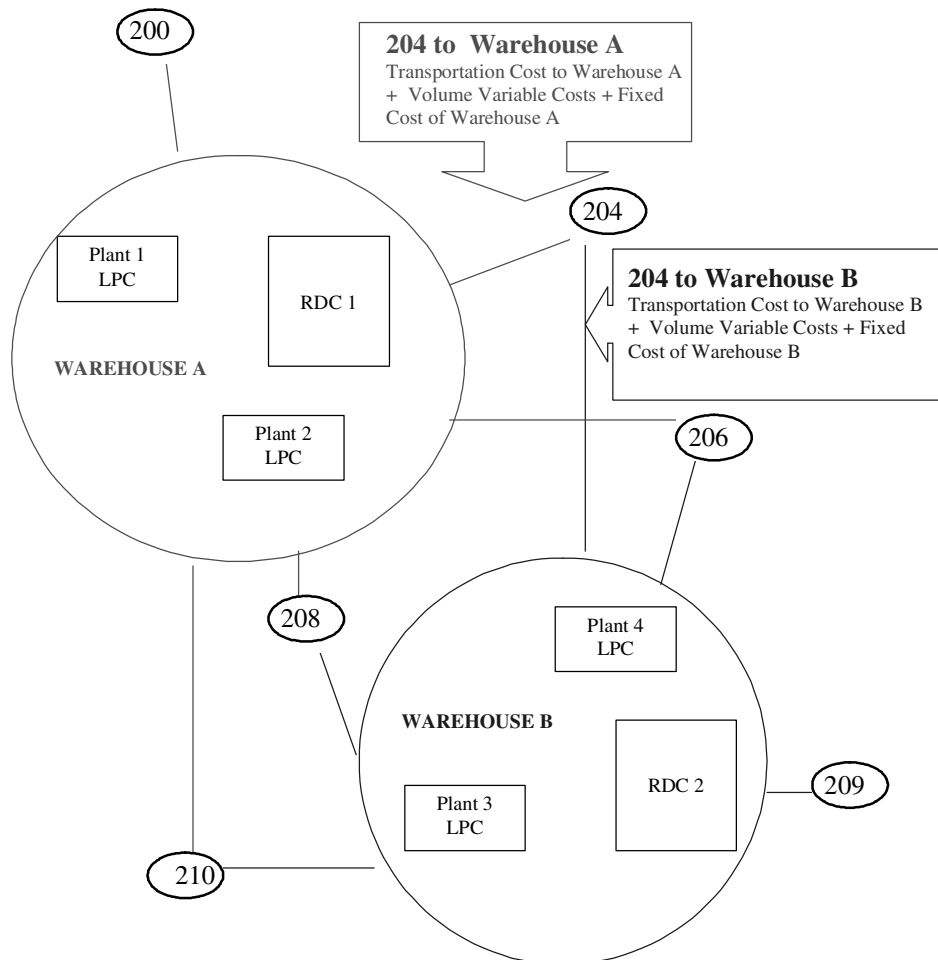 200
204 to Warehouse A
Transportation Cost to Warehouse A
+ Volume Variable Costs + Fixed
Cost of Warehouse A
204
Plant 1
LPC
RDC 1
204 to Warehouse B
Transportation Cost to Warehouse B
+ Volume Variable Costs + Fixed
Cost of Warehouse B
WAREHOUSE A
Plant 2
LPC
206
208
Plant 4
LPC
WAREHOUSE B
RDC 2
209
Plant 3
LPC
210